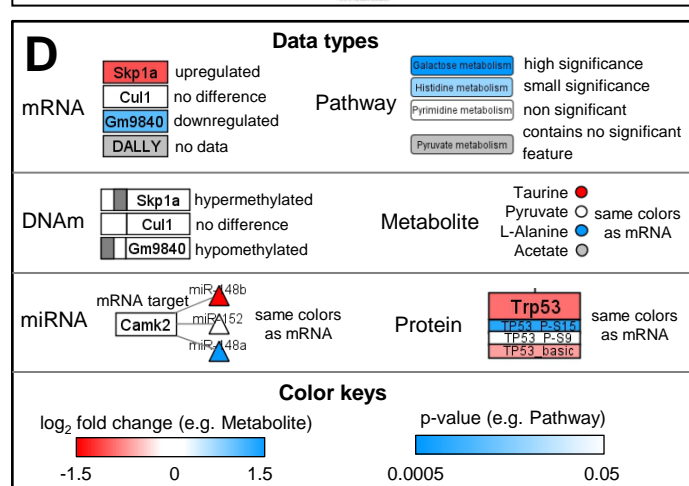 D
Data types
mRNA
Skp1a upregulated
Cul1 no difference
Gm9840 downregulated
DALLY no data
Pathway
Galactose metabolism high significance
Histidine metabolism small significance
Pyrimidine metabolism non significant
Pyruvate metabolism contains no significant
feature
DNAm
Skp1a hypermethylated
Cul1 no difference
Gm9840 hypomethylated
Metabolite
Taurine
Pyruvate
L-Alanine
Acetate
same colors
as mRNA
miRNA
mRNA target
Camk2
miR-148b
miR-152
miR-148a
same colors
as mRNA
Protein
Trp53
TP53_P-S15
TP53_P-S9
TP53_basic
same colors
as mRNA
Color keys
log2 fold change (e.g. Metabolite)
-1.5 0 1.5
p-value (e.g. Pathway)
0.0005 0.05